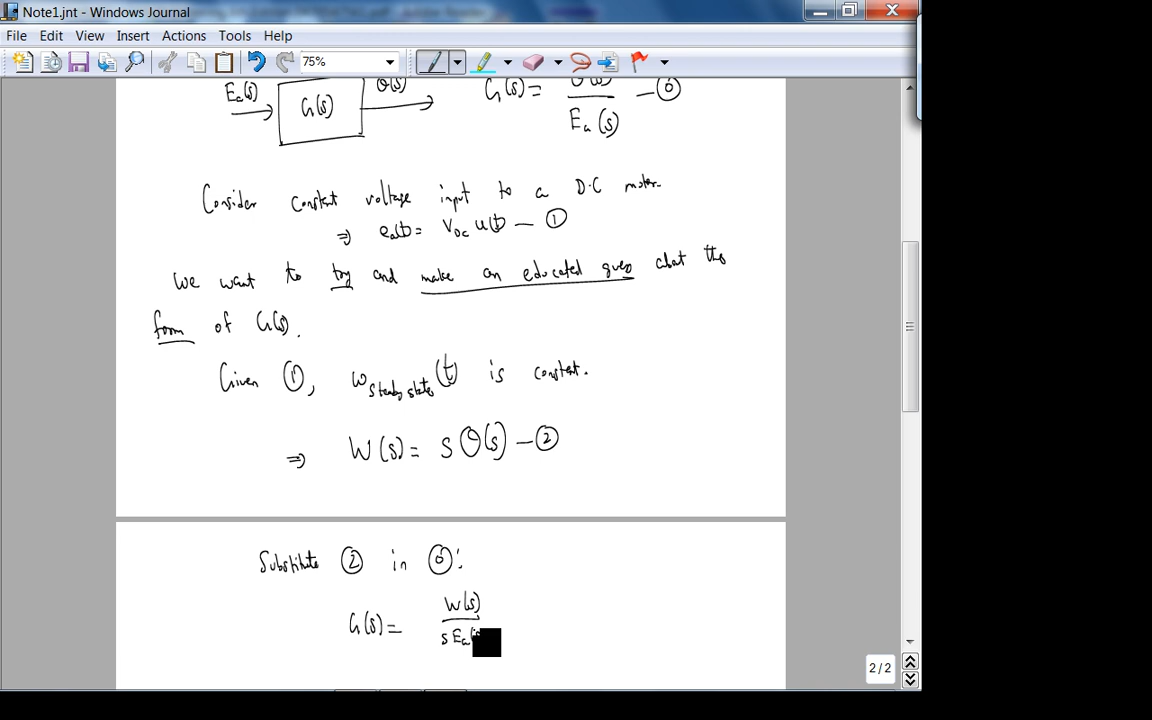 Note1.jnt - Windows Journal
File Edit View Insert Actions Tools Help
75%
Ea(s) G(s) θ(s) G(s) = θ(s) / Ea(s) — ⓪
Consider constant voltage input to a D.C motor.
⇒ ea(t) = VDC u(t) — ①
We want to try and make an educated guess about the
form of G(s).
Given ①, ωsteady state(t) is constant.
⇒ W(s) = s θ(s) — ②
Substitute ② in ⓪:
G(s) = W(s) / s Ea(s
2 / 2